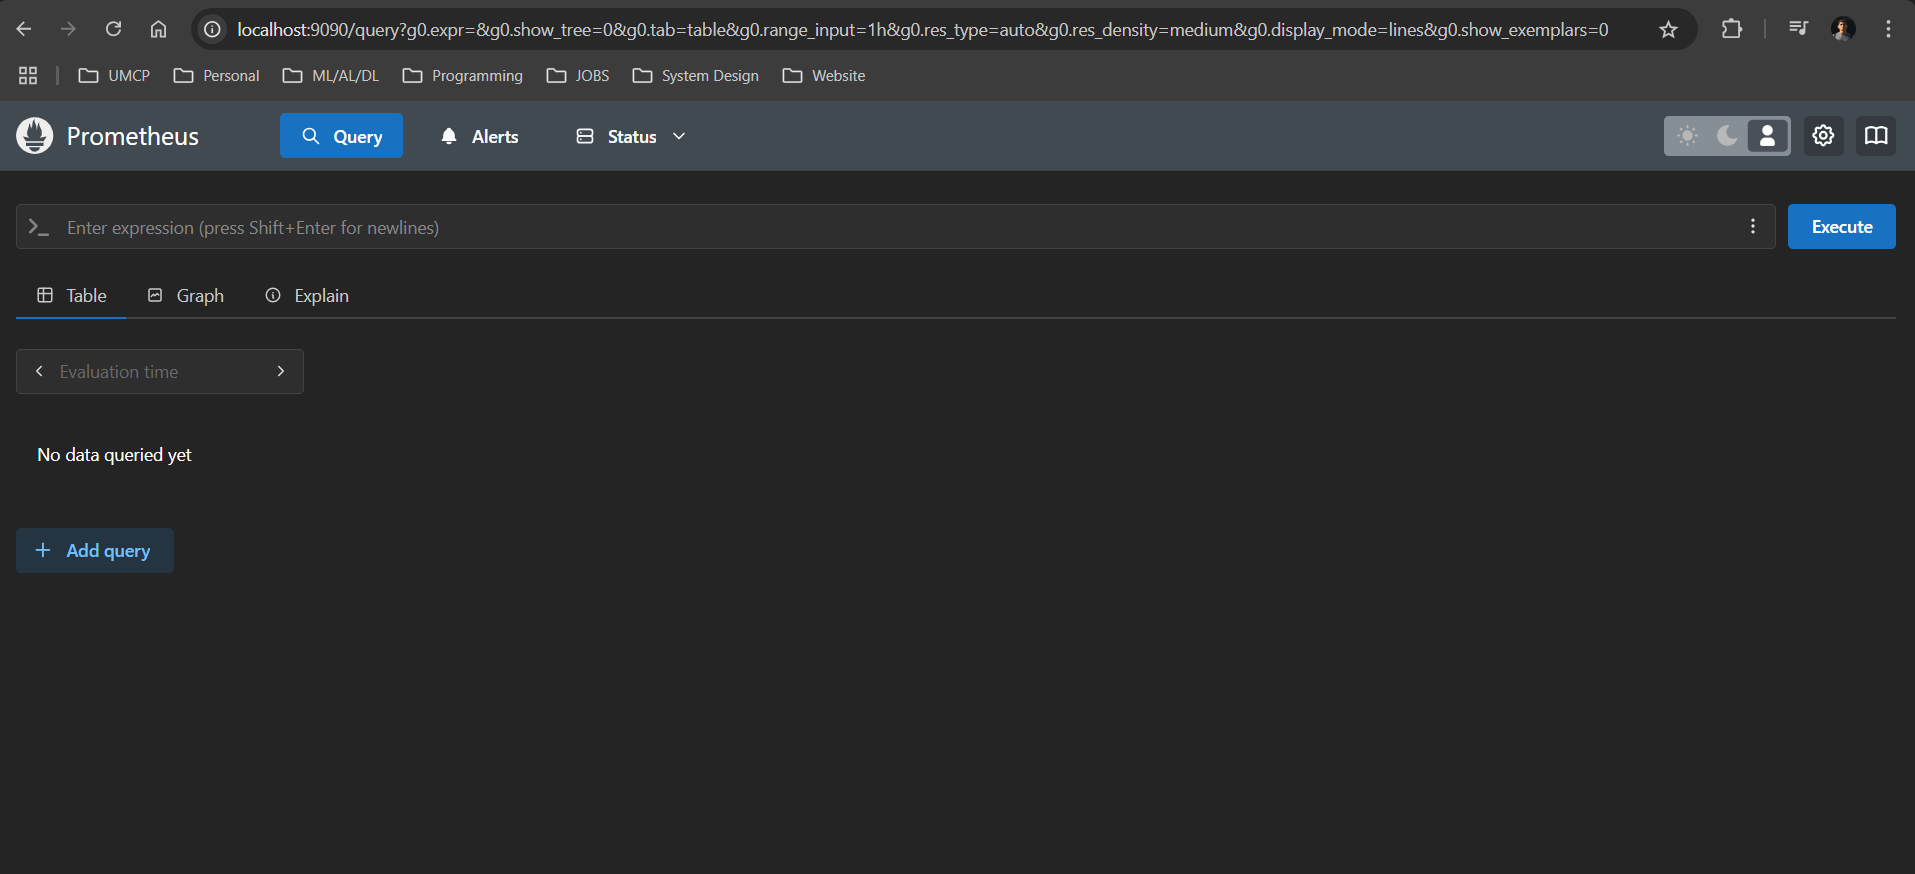 localhost:9090/query?g0.expr=&g0.show_tree=0&g0.tab=table&g0.range_input=1h&g0.res_type=auto&g0.res_density=medium&g0.display_mode=lines&g0.show_exemplars=0
UMCP Personal ML/AL/DL Programming JOBS System Design Website
Prometheus Query Alerts Status
Enter expression (press Shift+Enter for newlines) Execute
Table Graph Explain
Evaluation time
No data queried yet
Add query